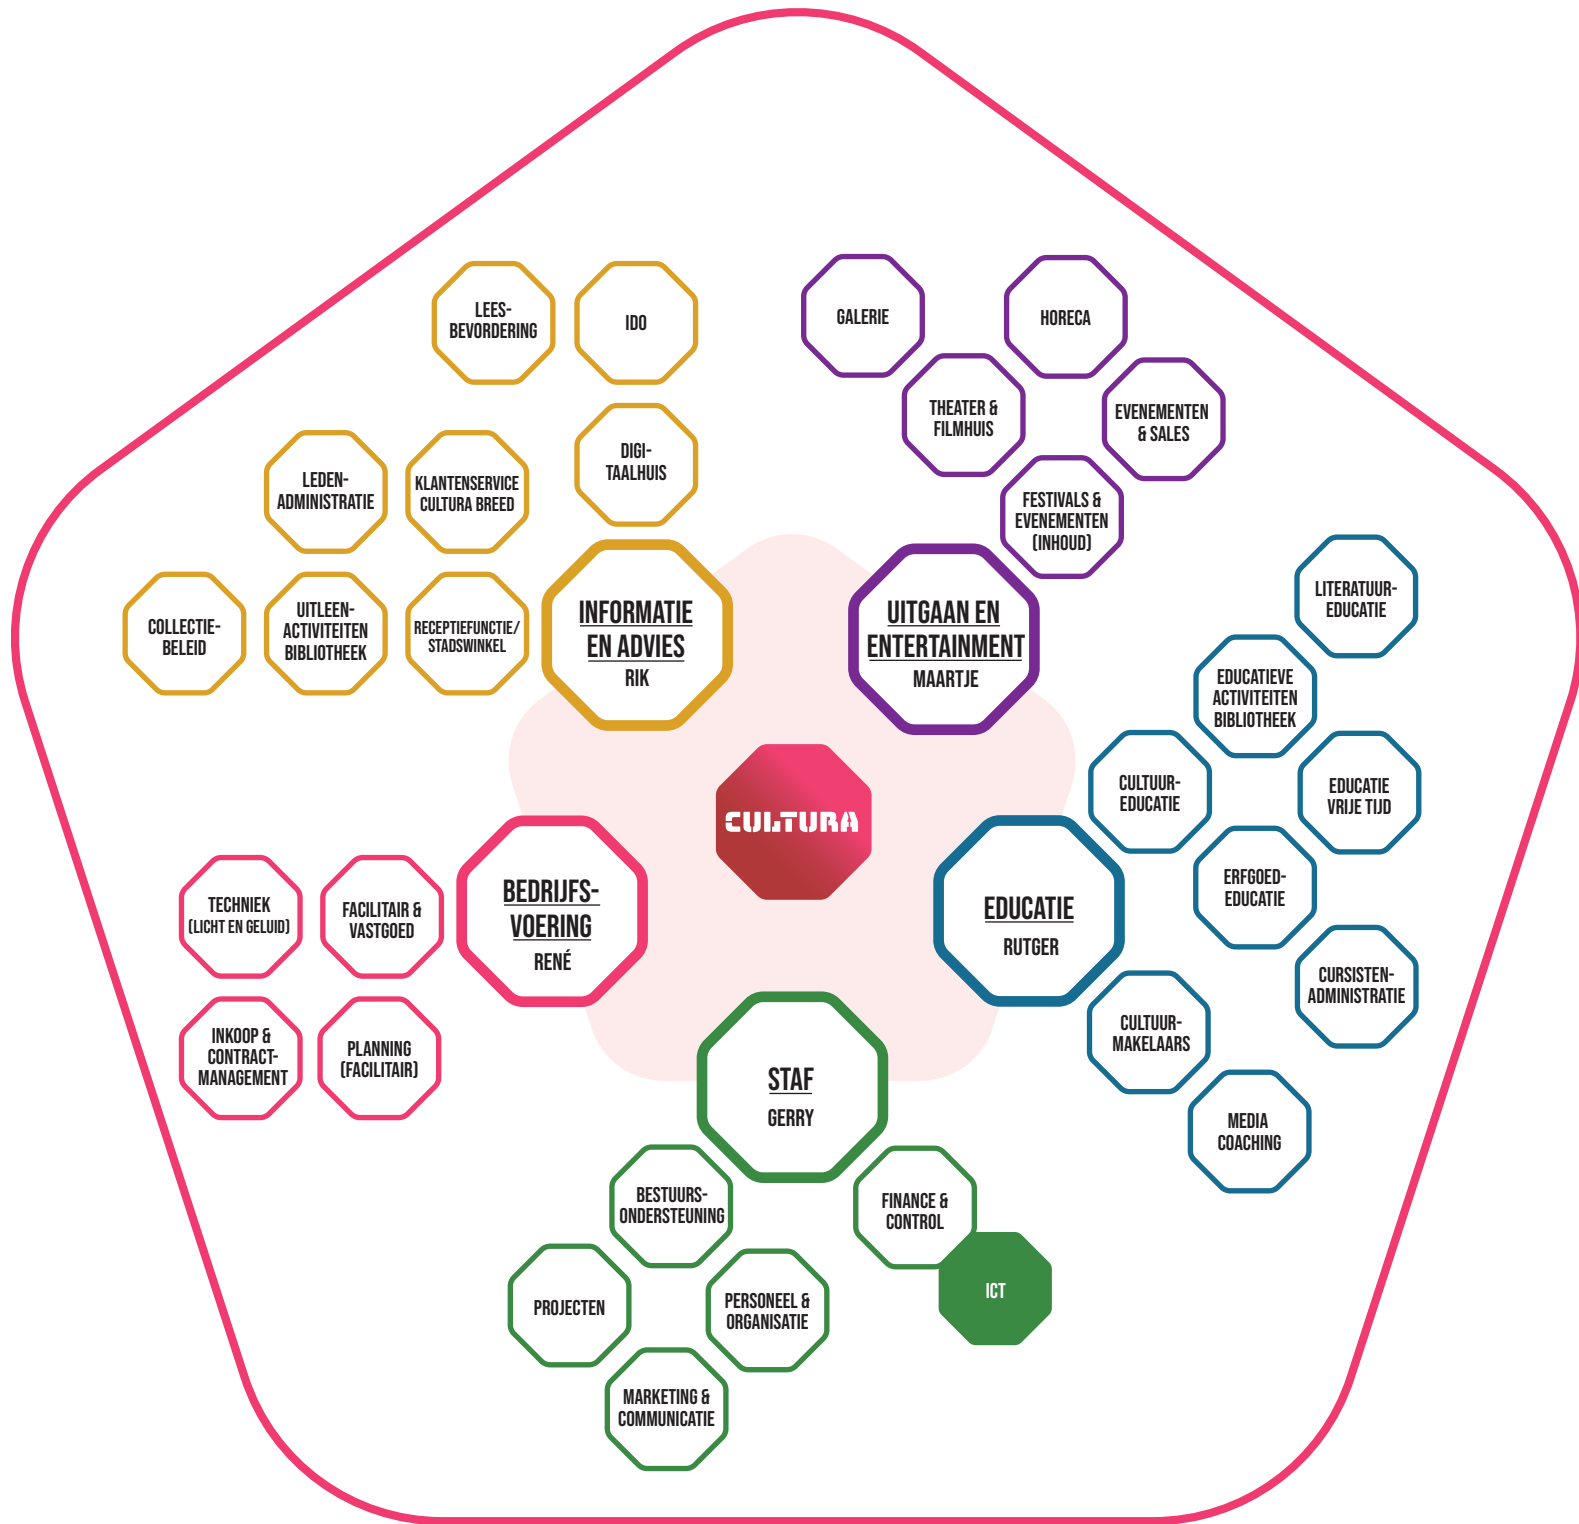 LEES-
BEVORDERING
IDO
GALERIE
HORECA
THEATER &
FILMHUIS
EVENEMENTEN
& SALES
DIGI-
TAALHUIS
LEDEN-
ADMINISTRATIE
KLANTENSERVICE
CULTURA BREED
FESTIVALS &
EVENEMENTEN
(INHOUD)
COLLECTIE-
BELEID
UITLEEN-
ACTIVITEITEN
BIBLIOTHEEK
RECEPTIEFUNCTIE/
STADSWINKEL
INFORMATIE
EN ADVIES
RIK
UITGAAN EN
ENTERTAINMENT
MAARTJE
LITERATUUR-
EDUCATIE
EDUCATIEVE
ACTIVITEITEN
BIBLIOTHEEK
CULTUUR-
EDUCATIE
EDUCATIE
VRIJE TIJD
CULTURA
ERFGOED-
EDUCATIE
TECHNIEK
(LICHT EN GELUID)
FACILITAIR &
VASTGOED
BEDRIJFS-
VOERING
RENÉ
EDUCATIE
RUTGER
CURSISTEN-
ADMINISTRATIE
INKOOP &
CONTRACT-
MANAGEMENT
PLANNING
(FACILITAIR)
CULTUUR-
MAKELAARS
STAF
GERRY
MEDIA
COACHING
BESTUURS-
ONDERSTEUNING
FINANCE &
CONTROL
ICT
PROJECTEN
PERSONEEL &
ORGANISATIE
MARKETING &
COMMUNICATIE